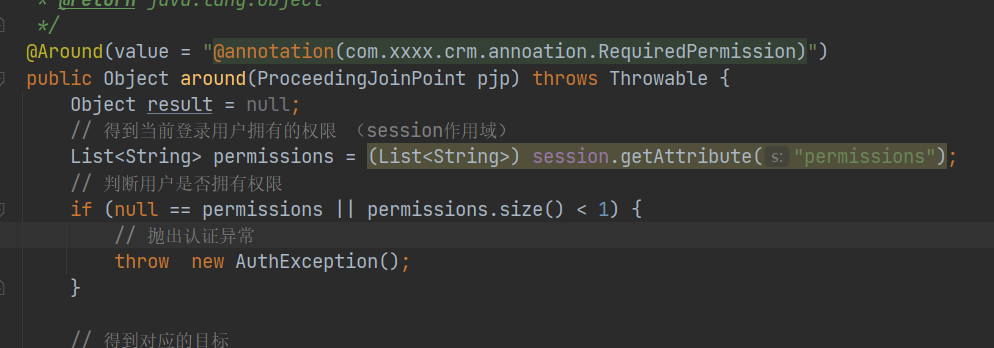 * @return java.lang.object
*/
@Around(value = "@annotation(com.xxxx.crm.annoation.RequiredPermission)")
public Object around(ProceedingJoinPoint pjp) throws Throwable {
Object result = null;
// 得到当前登录用户拥有的权限 （session作用域）
List<String> permissions = (List<String>) session.getAttribute( s: "permissions");
// 判断用户是否拥有权限
if (null == permissions || permissions.size() < 1) {
// 抛出认证异常
throw  new AuthException();
}
// 得到对应的目标